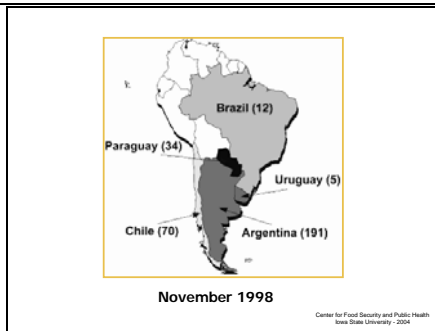 Brazil (12)
Paraguay (34)
Uruguay (5)
Chile (70)
Argentina (191)
November 1998
Center for Food Security and Public Health
Iowa State University - 2004